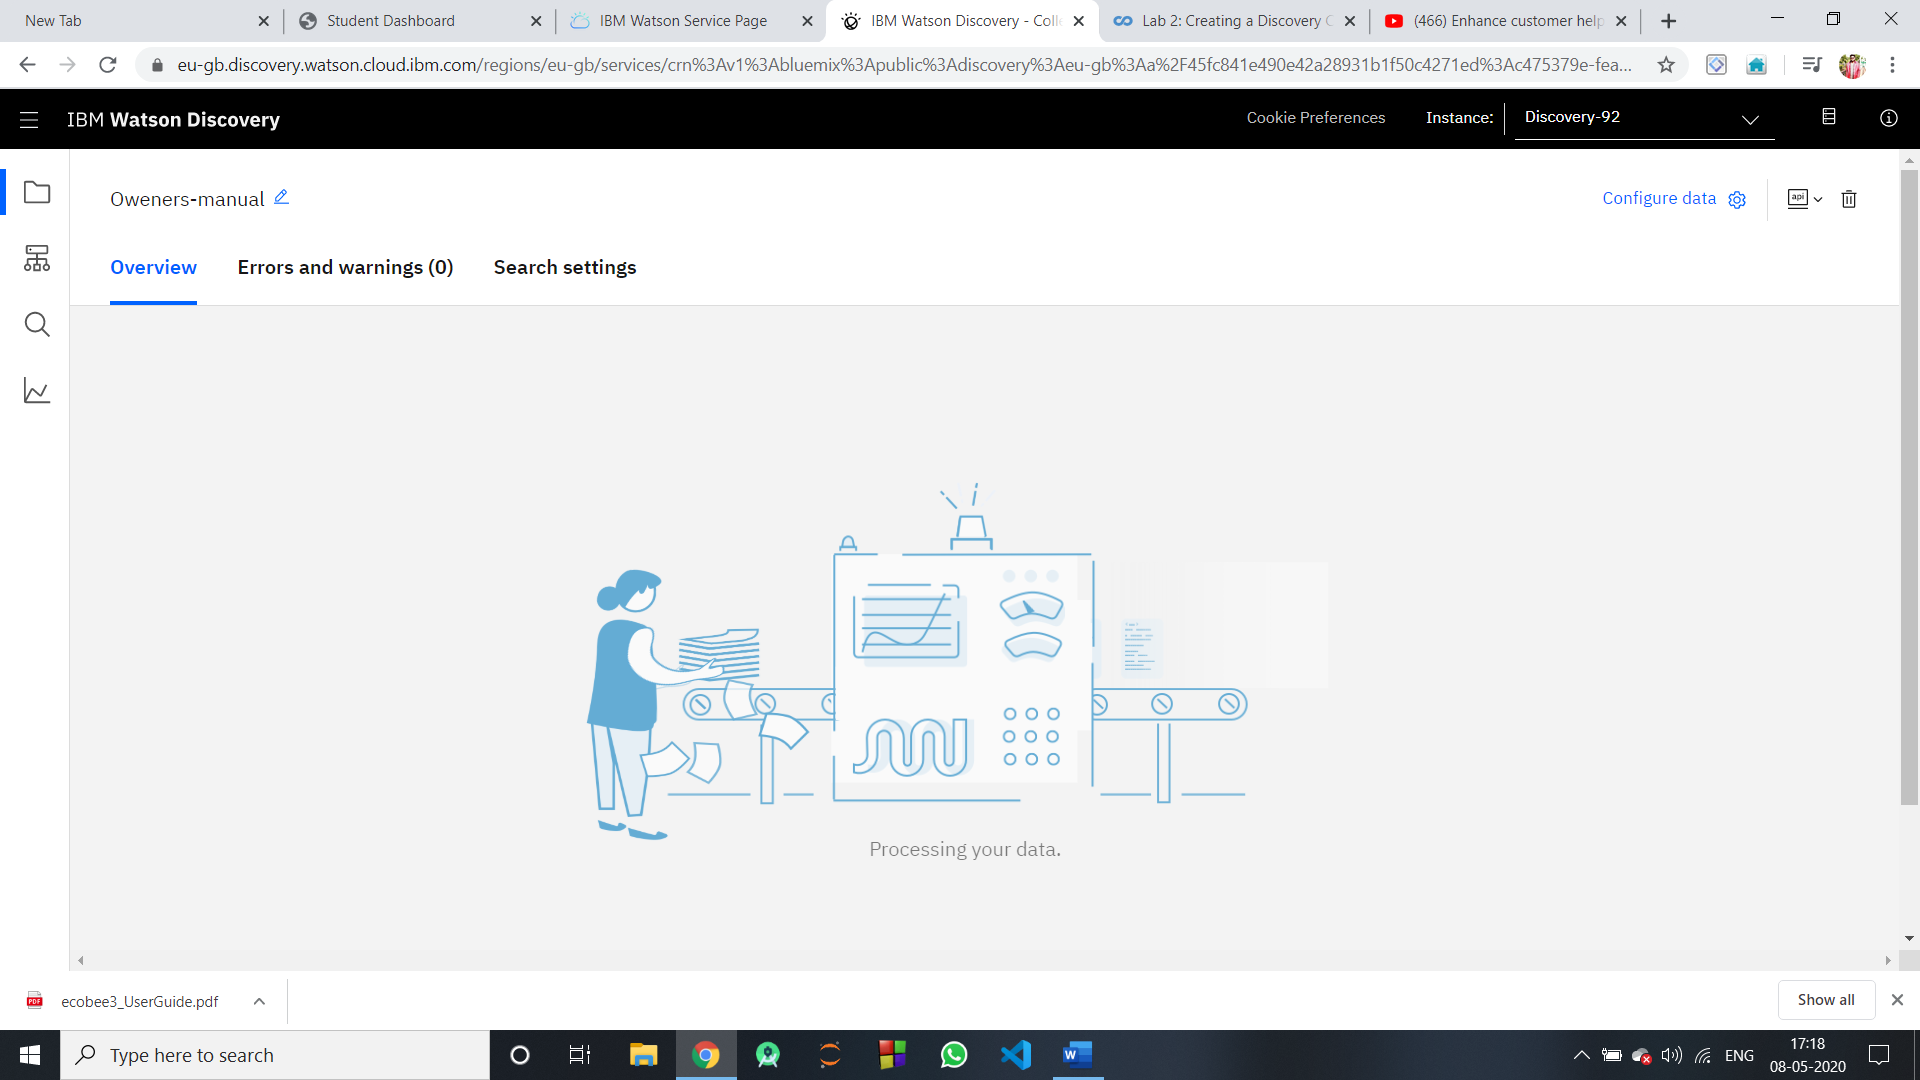 New Tab
Student Dashboard
IBM Watson Service Page
IBM Watson Discovery - Colle
Lab 2: Creating a Discovery C
(466) Enhance customer help
eu-gb.discovery.watson.cloud.ibm.com/regions/eu-gb/services/crn%3Av1%3Abluemix%3Apublic%3Adiscovery%3Aeu-gb%3Aa%2F45fc841e490e42a28931b1f50c4271ed%3Ac475379e-fea...
IBM Watson Discovery
Cookie Preferences
Instance:
Discovery-92
Oweners-manual
Configure data
api
Overview
Errors and warnings (0)
Search settings
Processing your data.
PDF
ecobee3_UserGuide.pdf
Show all
Type here to search
W
ENG
17:18
08-05-2020